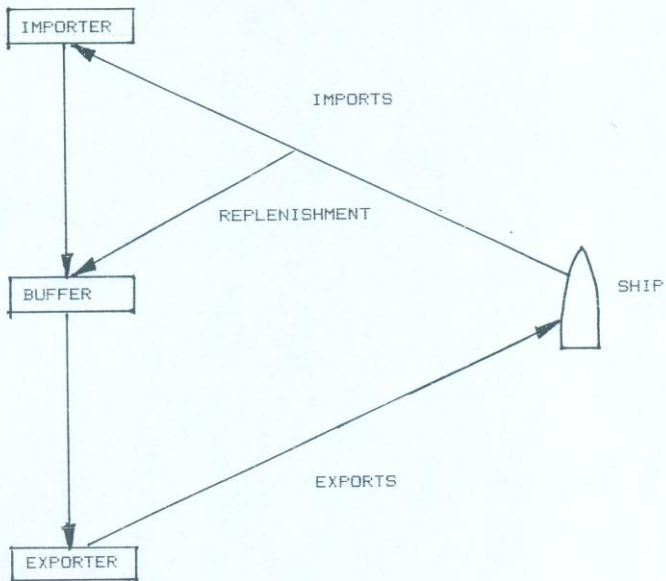 IMPORTER
IMPORTS
REPLENISHMENT
BUFFER
SHIP
EXPORTS
EXPORTER